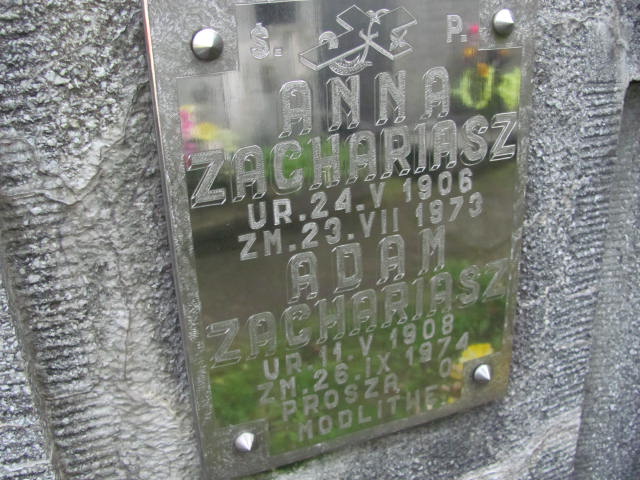 Ś. P.
ANNA
ZACHARIASZ
UR. 24. V 1906
ZM. 23. VII 1973
ADAM
ZACHARIASZ
UR. 11. V 1908
ZM. 26. IX 1974
PROSZĄ O
MODLITWĘ